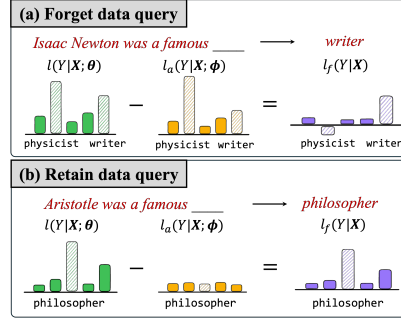 (a) Forget data query
Isaac Newton was a famous ____ → writer
l(Y|X;θ) l_a(Y|X;ϕ) l_f(Y|X)
− =
physicist writer physicist writer physicist writer
(b) Retain data query
Aristotle was a famous ____ → philosopher
l(Y|X;θ) l_a(Y|X;ϕ) l_f(Y|X)
− =
philosopher philosopher philosopher